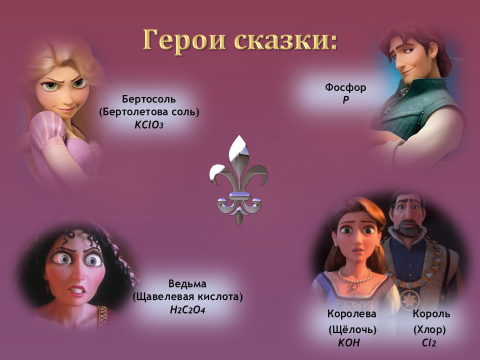 Герои сказки:
Бертосоль
(Бертолетова соль)
KClO₃
Фосфор
P
Ведьма
(Щавелевая кислота)
H₂C₂O₄
Королева
(Щёлочь)
KOH
Король
(Хлор)
Cl₂